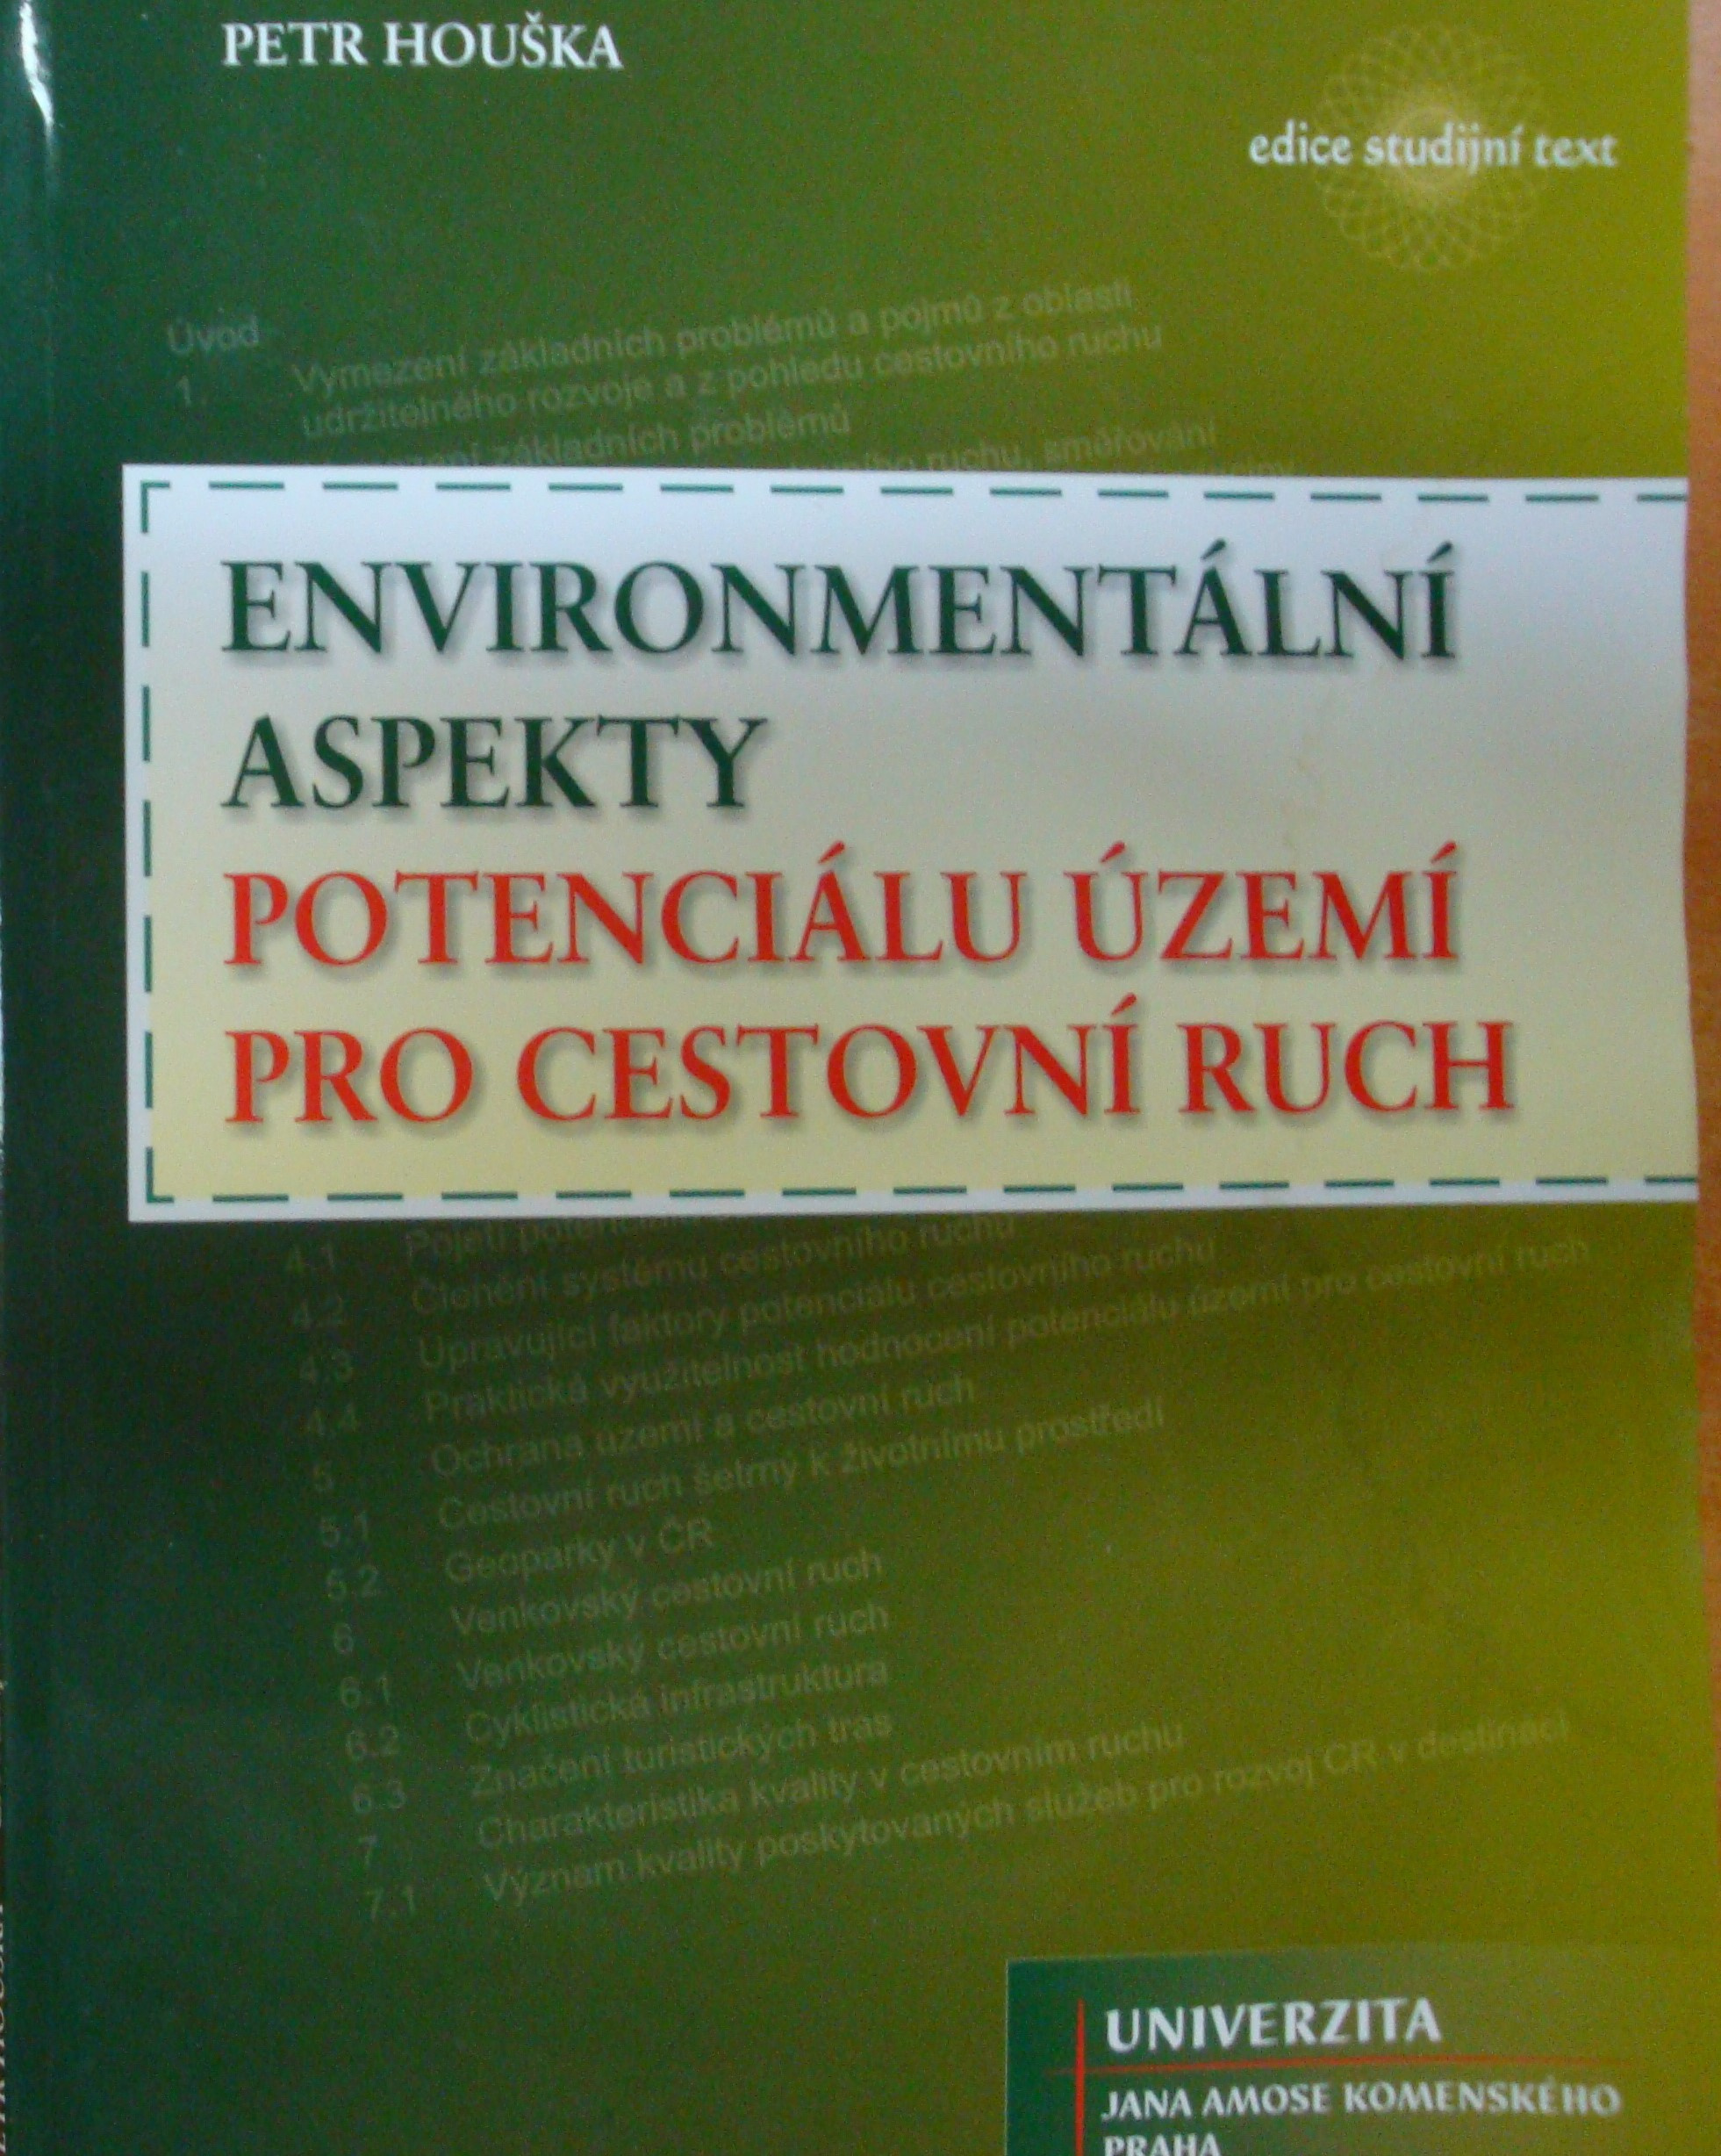 PETR HOUŠKA
edice studijní text
Úvod
1. Vymezení základních problémů a pojmů z oblasti
udržitelného rozvoje a z pohledu cestovního ruchu
základních problémů
ruchu, směřování
ENVIRONMENTÁLNÍ
ASPEKTY
POTENCIÁLU ÚZEMÍ
PRO CESTOVNÍ RUCH
4.1 Pojetí
4.2 Členění systému cestovního ruchu
4.3 Upravující faktory potenciálu cestovního ruchu
4.4 Praktická využitelnost hodnocení potenciálu území pro cestovní ruch
5 Ochrana území a cestovní ruch
5.1 Cestovní ruch šetrný k životnímu prostředí
5.2 Geoparky v ČR
6 Venkovský cestovní ruch
6.1 Venkovský cestovní ruch
6.2 Cyklistická infrastruktura
6.3 Značení turistických tras
7 Charakteristika kvality v cestovním ruchu
7.1 Význam kvality poskytovaných služeb pro rozvoj CR v destinaci
UNIVERZITA
JANA AMOSE KOMENSKÉHO
PRAHA